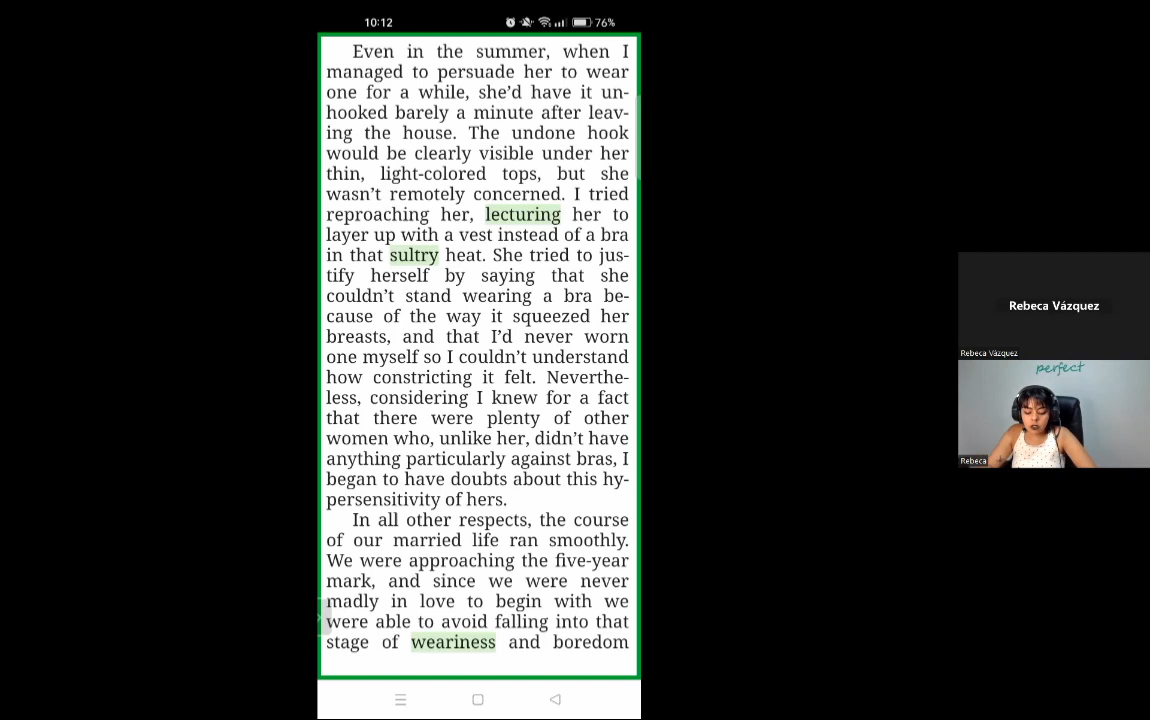 10:12
76%
Even in the summer, when I
managed to persuade her to wear
one for a while, she’d have it un-
hooked barely a minute after leav-
ing the house. The undone hook
would be clearly visible under her
thin, light-colored tops, but she
wasn’t remotely concerned. I tried
reproaching her, lecturing her to
layer up with a vest instead of a bra
in that sultry heat. She tried to jus-
tify herself by saying that she
couldn’t stand wearing a bra be-
cause of the way it squeezed her
breasts, and that I’d never worn
one myself so I couldn’t understand
how constricting it felt. Neverthe-
less, considering I knew for a fact
that there were plenty of other
women who, unlike her, didn’t have
anything particularly against bras, I
began to have doubts about this hy-
persensitivity of hers.
In all other respects, the course
of our married life ran smoothly.
We were approaching the five-year
mark, and since we were never
madly in love to begin with we
were able to avoid falling into that
stage of weariness and boredom
Rebeca Vázquez
Rebeca Vázquez
perfect
Rebeca